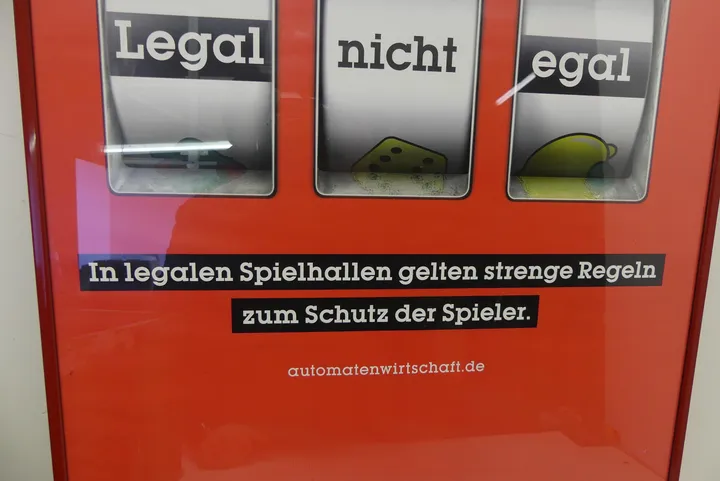 Legal nicht egal
In legalen Spielhallen gelten strenge Regeln
zum Schutz der Spieler.
automatenwirtschaft.de